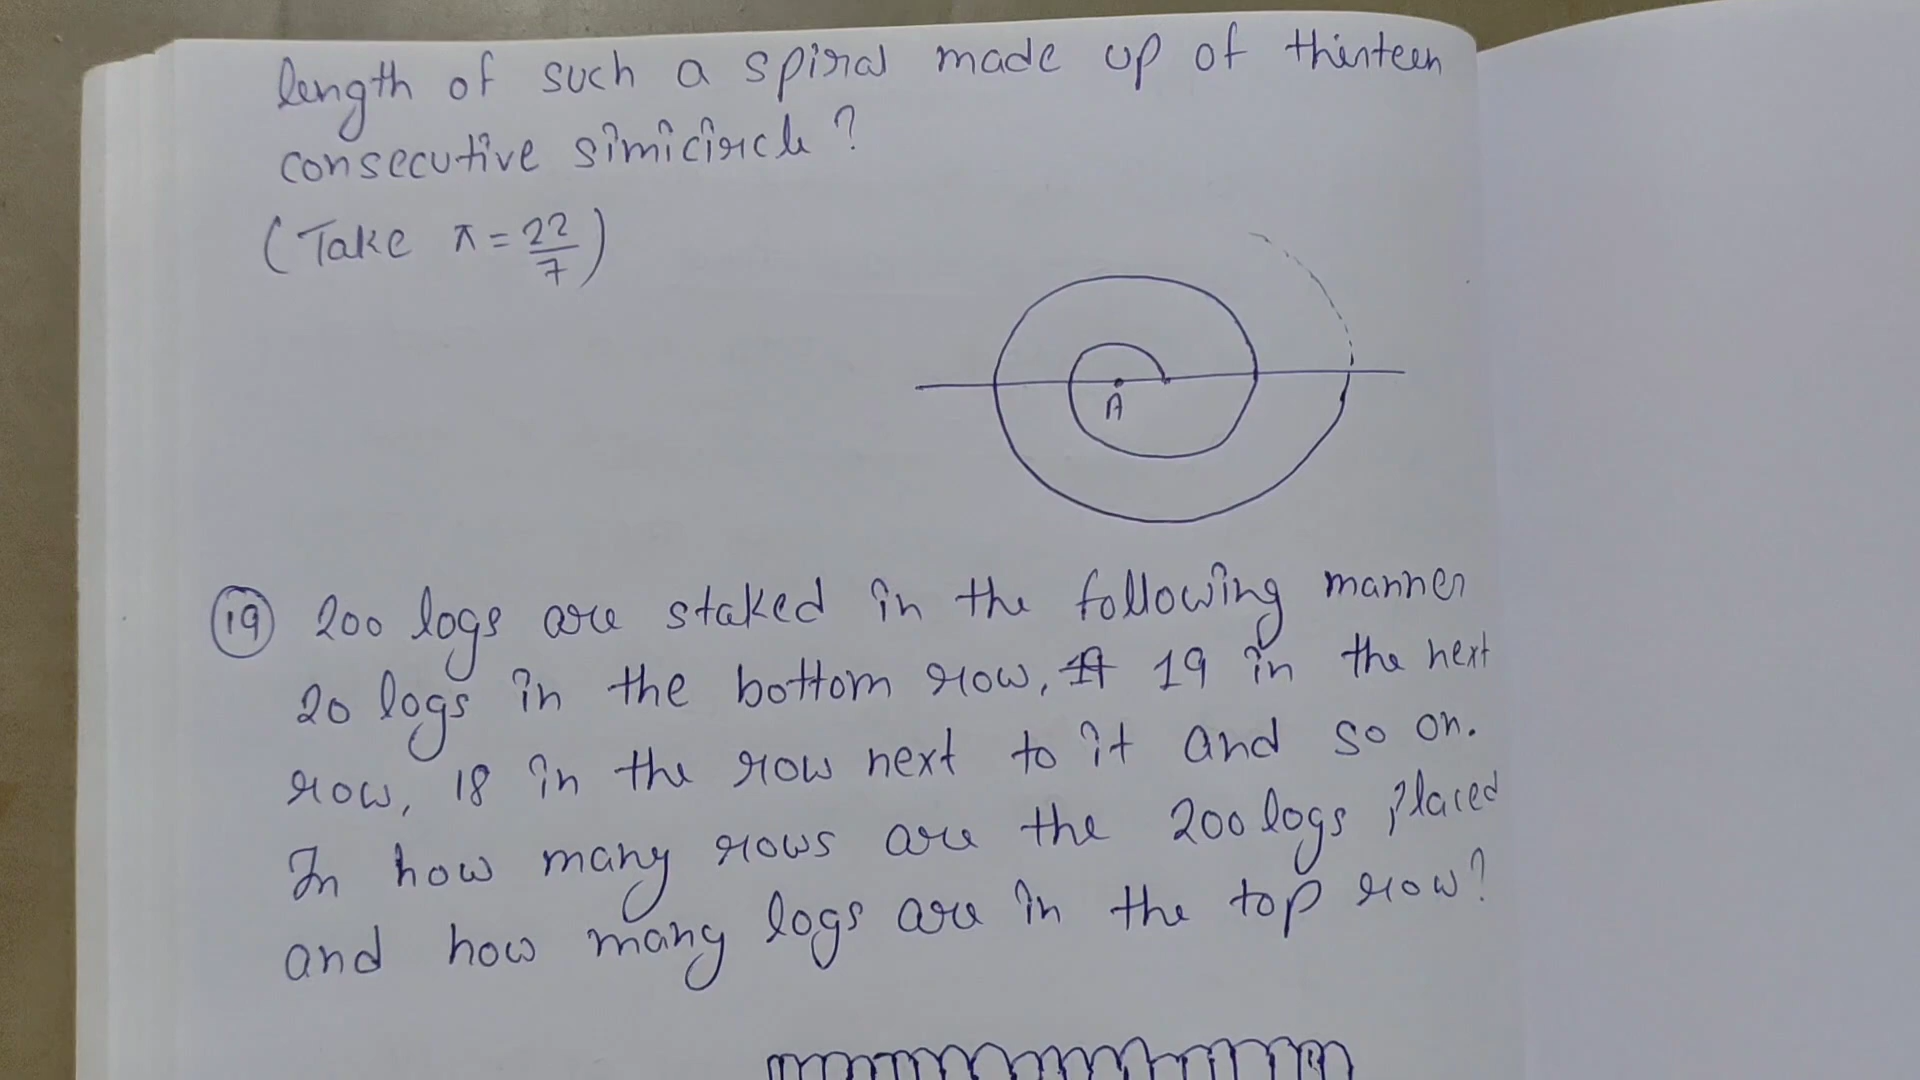 length of such a spiral made up of thirteen
consecutive simicircle?
(Take π = 22/7)
A
19 200 logs are staked in the following manner
20 logs in the bottom row, 19 in the next
row, 18 in the row next to it and so on.
In how many rows are the 200 logs placed
and how many logs are in the top row?